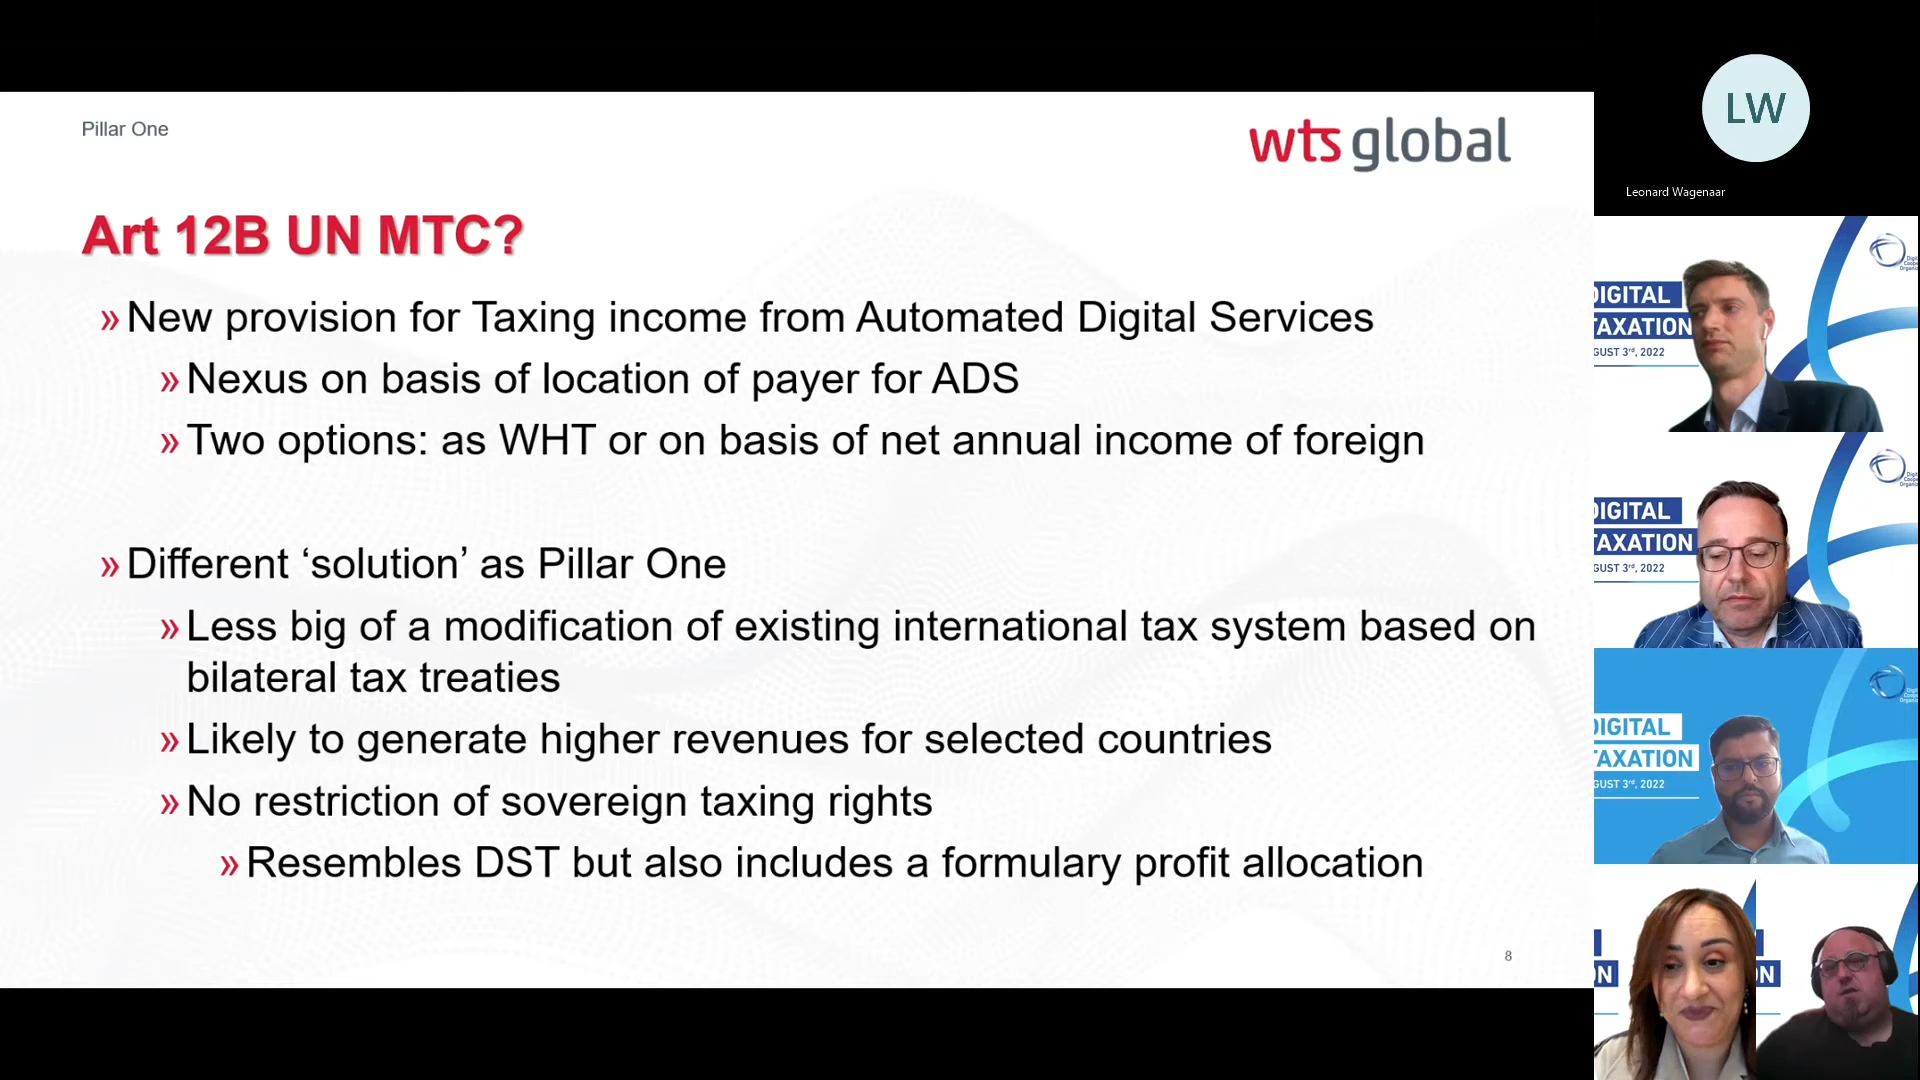 Pillar One
wts global
Art 12B UN MTC?
» New provision for Taxing income from Automated Digital Services
» Nexus on basis of location of payer for ADS
» Two options: as WHT or on basis of net annual income of foreign
» Different ‘solution’ as Pillar One
» Less big of a modification of existing international tax system based on
bilateral tax treaties
» Likely to generate higher revenues for selected countries
» No restriction of sovereign taxing rights
» Resembles DST but also includes a formulary profit allocation
8
LW
Leonard Wagenaar
DIGITAL
TAXATION
GUST 3rd, 2022
DIGITAL
TAXATION
GUST 3rd, 2022
DIGITAL
TAXATION
GUST 3rd, 2022
N
ON